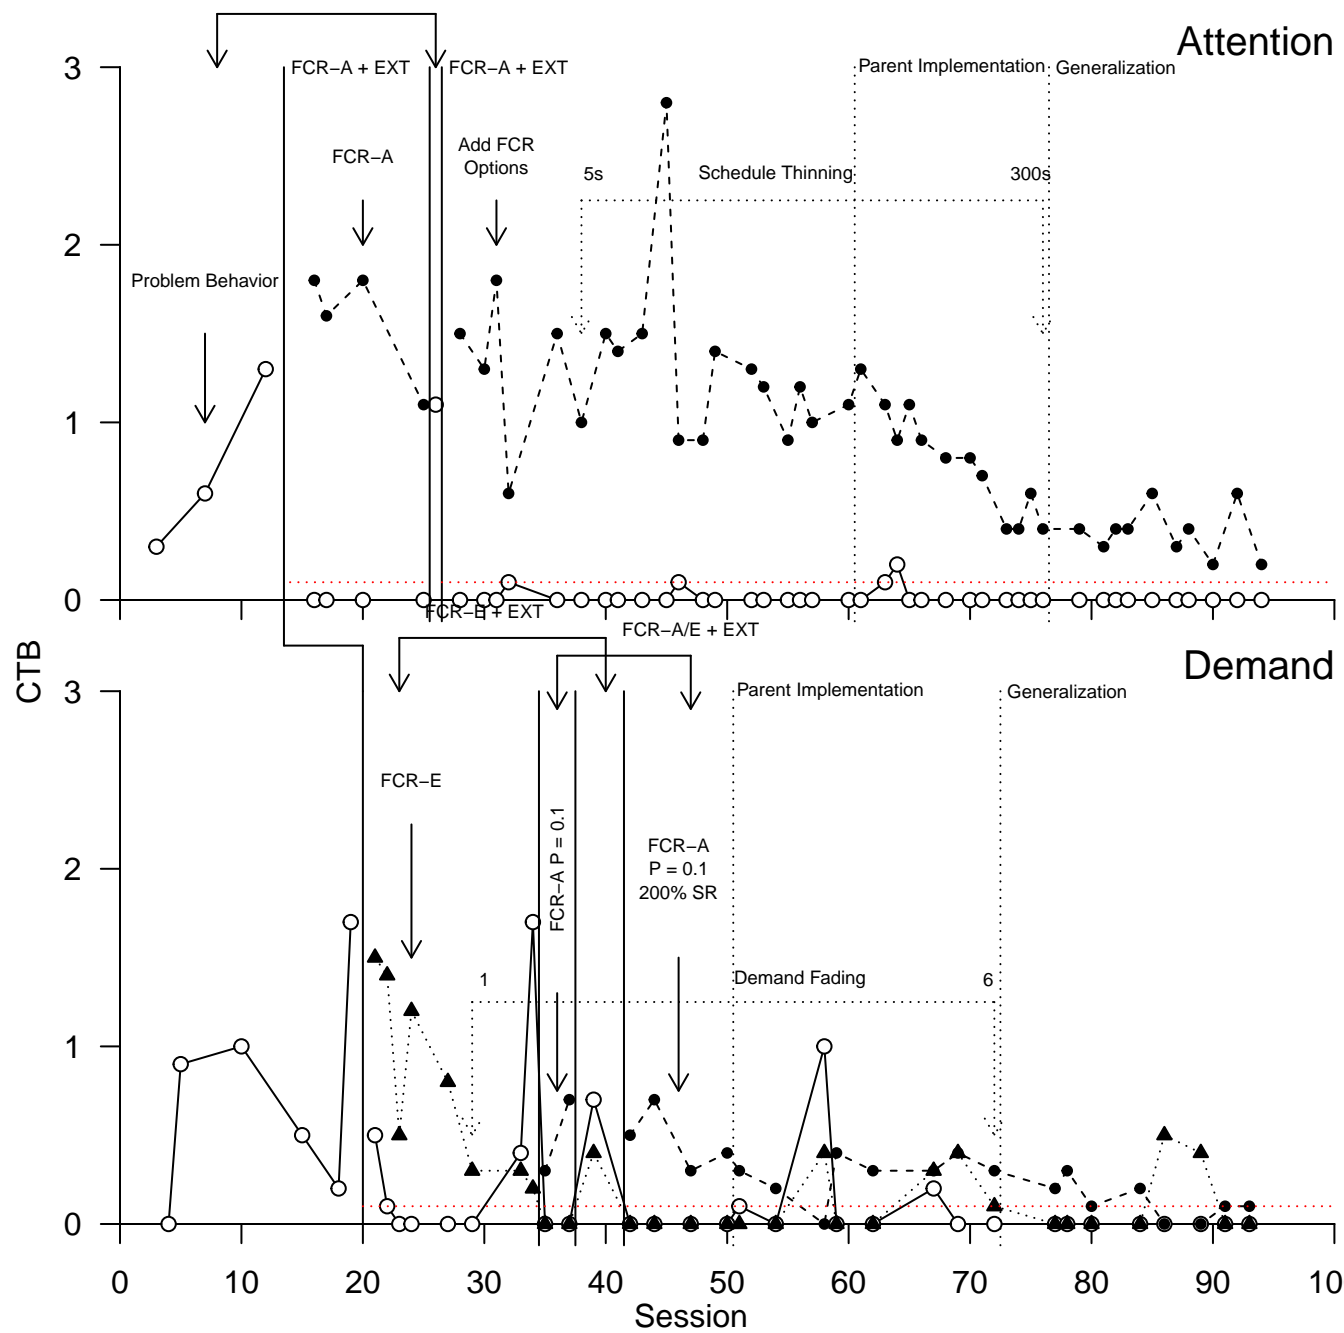 Attention
3
FCR−A + EXT
FCR−A + EXT
Parent Implementation
Generalization
FCR−A
Add FCR
Options
5s
Schedule Thinning
300s
2
Problem Behavior
1
0
FCR−E + EXT
FCR−A/E + EXT
CTB
Demand
3
Parent Implementation
Generalization
FCR−E
FCR−A P = 0.1
FCR−A
P = 0.1
200% SR
2
1
Demand Fading
6
1
0
0 10 20 30 40 50 60 70 80 90 10
Session